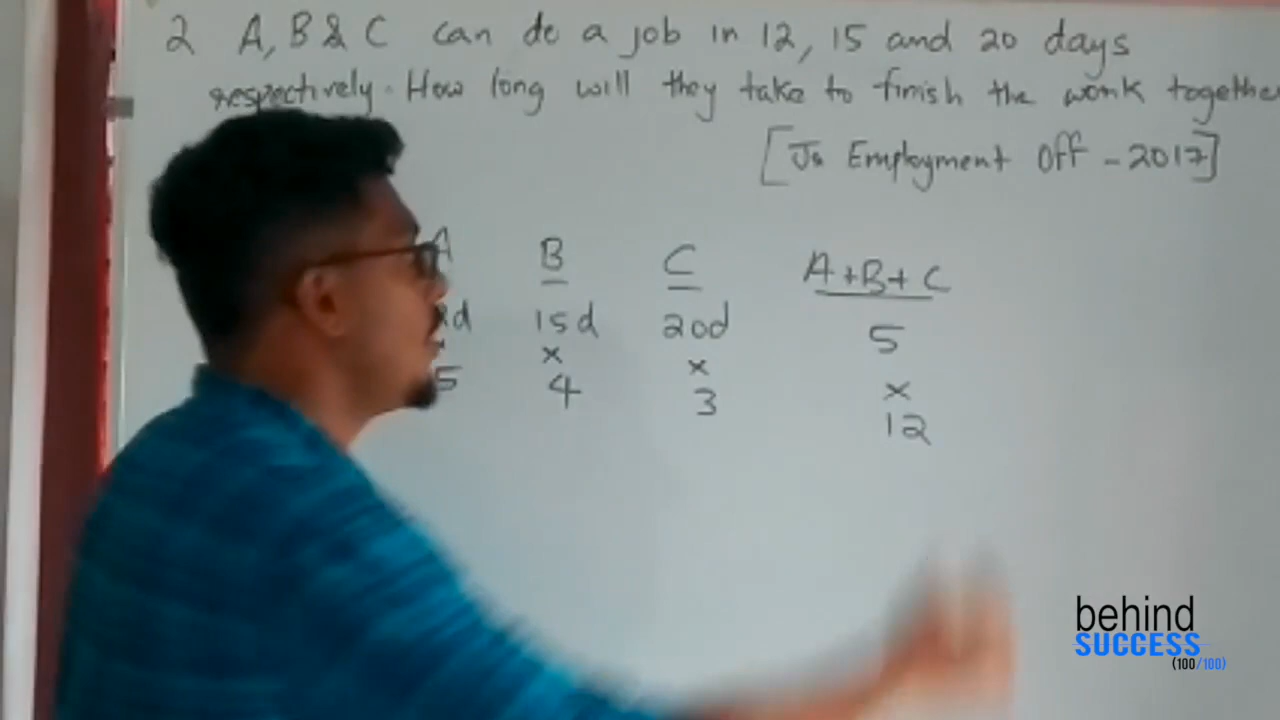 2 A, B & C can do a job in 12, 15 and 20 days
respectively. How long will they take to finish the work together
[Jr Employment Off - 2017]
A B C A+B+C
2d 15d 20d 5
x x x
5 4 3 12
behind
SUCCESS
(100/100)